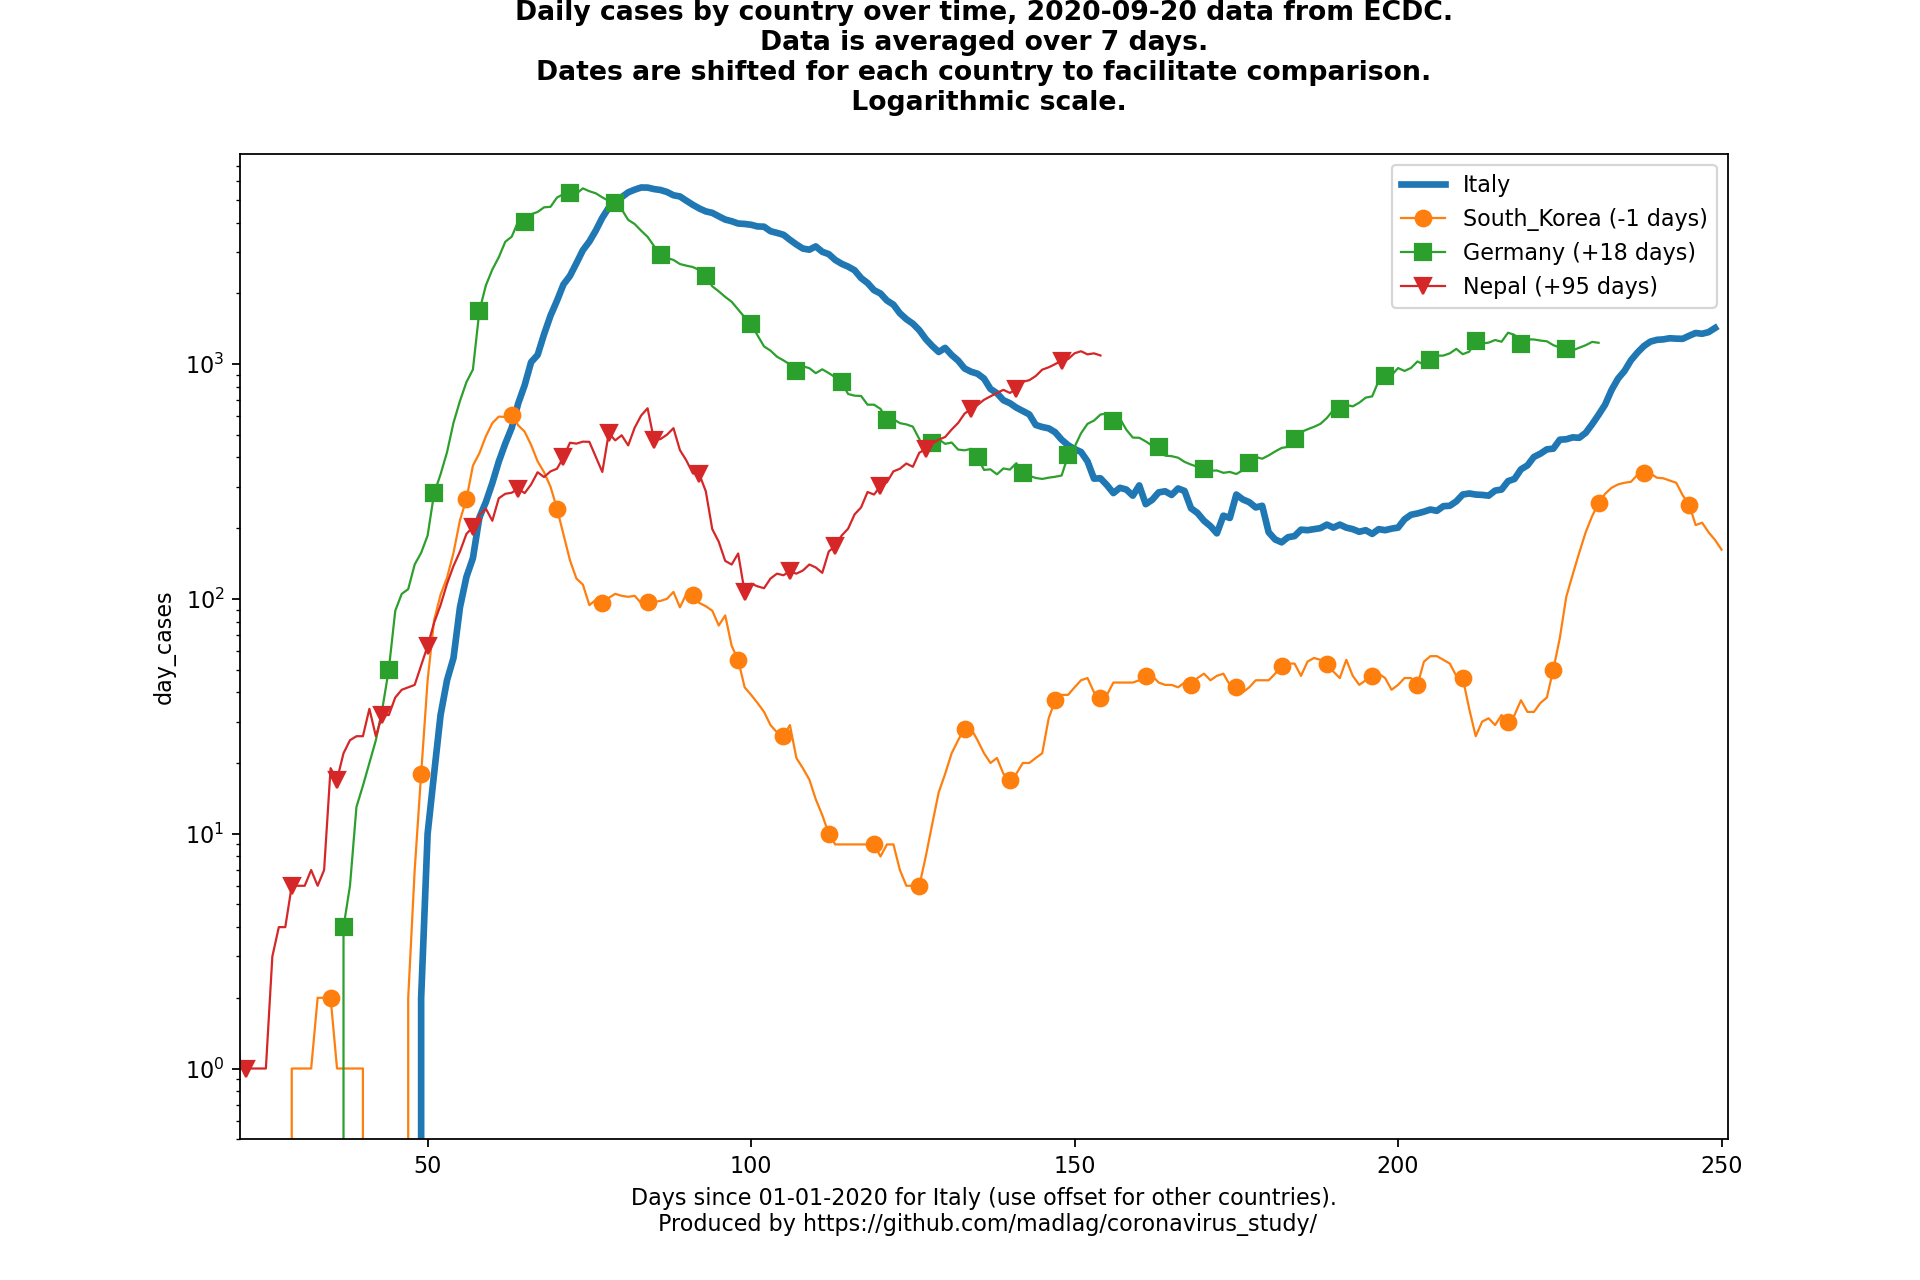 Daily cases by country over time, 2020-09-20 data from ECDC.
Data is averaged over 7 days.
Dates are shifted for each country to facilitate comparison.
Logarithmic scale.
Italy
South_Korea (-1 days)
Germany (+18 days)
Nepal (+95 days)
10³
10²
10¹
10⁰
day_cases
50 100 150 200 250
Days since 01-01-2020 for Italy (use offset for other countries).
Produced by https://github.com/madlag/coronavirus_study/